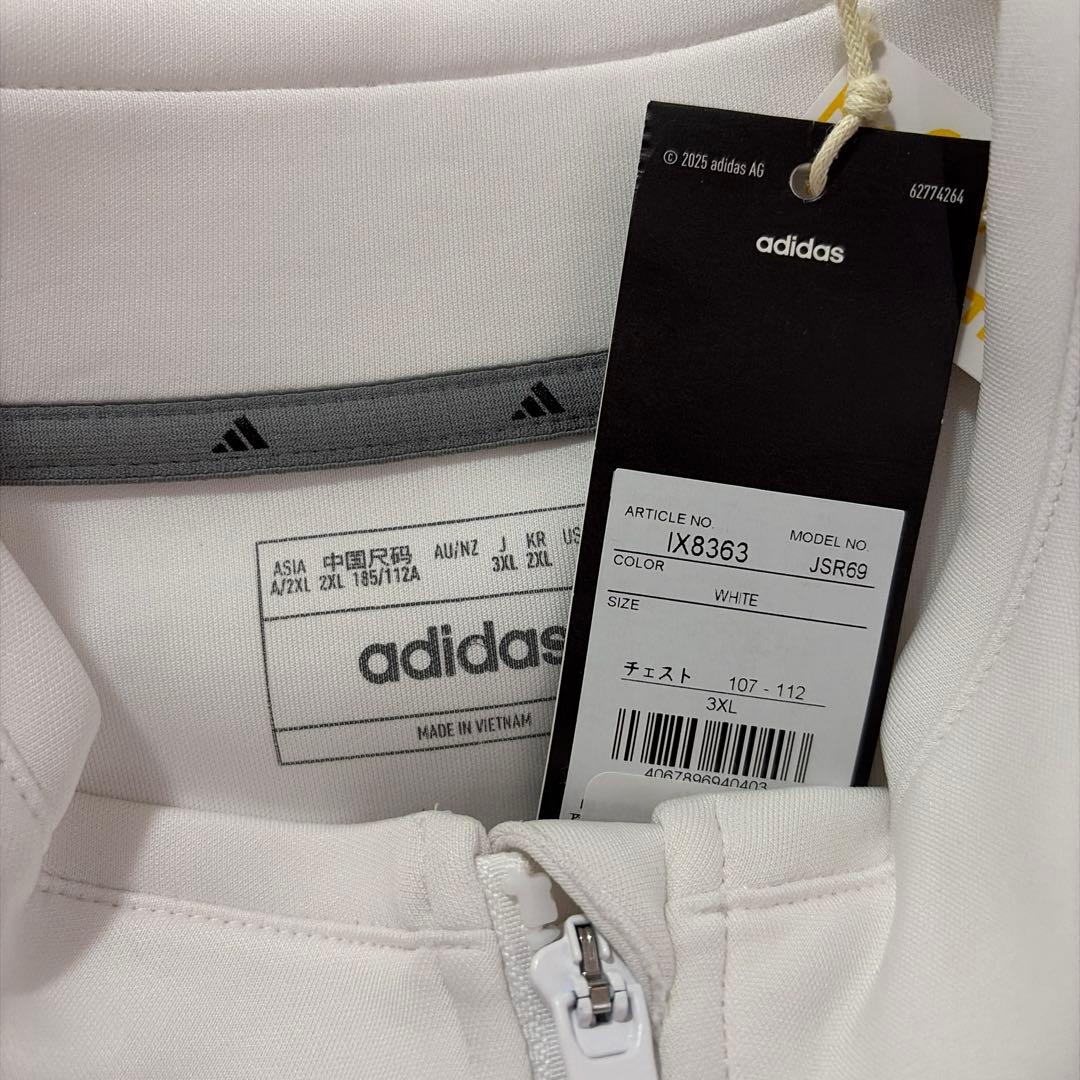 © 2025 adidas AG
62774264
adidas
ARTICLE NO.
MODEL NO.
IX8363
JSR69
COLOR
WHITE
SIZE
チェスト 107 - 112
3XL
4067896940403
ASIA 中国尺码 AU/NZ J KR US
A/2XL 2XL 185/112A 3XL 2XL
adidas
MADE IN VIETNAM